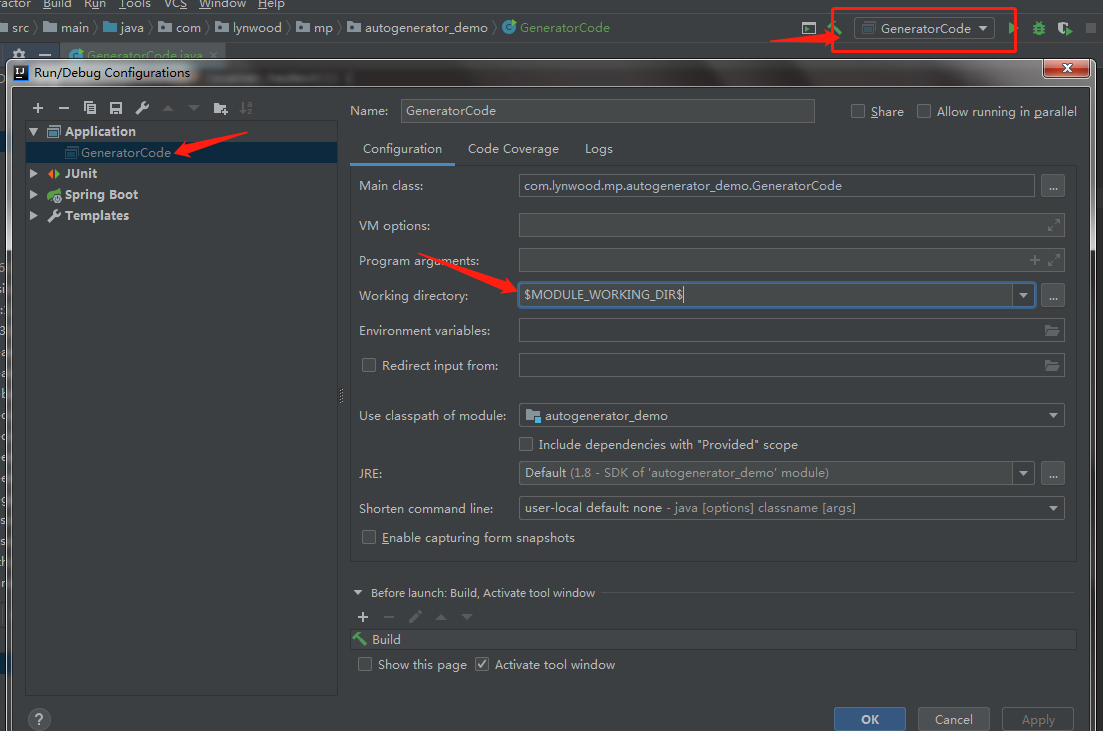 actor Build Run Tools VCS Window Help
src main java com lynwood mp autogenerator_demo GeneratorCode
GeneratorCode
GeneratorCode.java
Run/Debug Configurations
Application
GeneratorCode
JUnit
Spring Boot
Templates
Name: GeneratorCode
Share Allow running in parallel
Configuration Code Coverage Logs
Main class: com.lynwood.mp.autogenerator_demo.GeneratorCode ...
VM options:
Program arguments:
Working directory: $MODULE_WORKING_DIR$ ...
Environment variables:
Redirect input from:
Use classpath of module: autogenerator_demo
Include dependencies with "Provided" scope
JRE: Default (1.8 - SDK of 'autogenerator_demo' module) ...
Shorten command line: user-local default: none - java [options] classname [args]
Enable capturing form snapshots
Before launch: Build, Activate tool window
Build
Show this page Activate tool window
? OK Cancel Apply